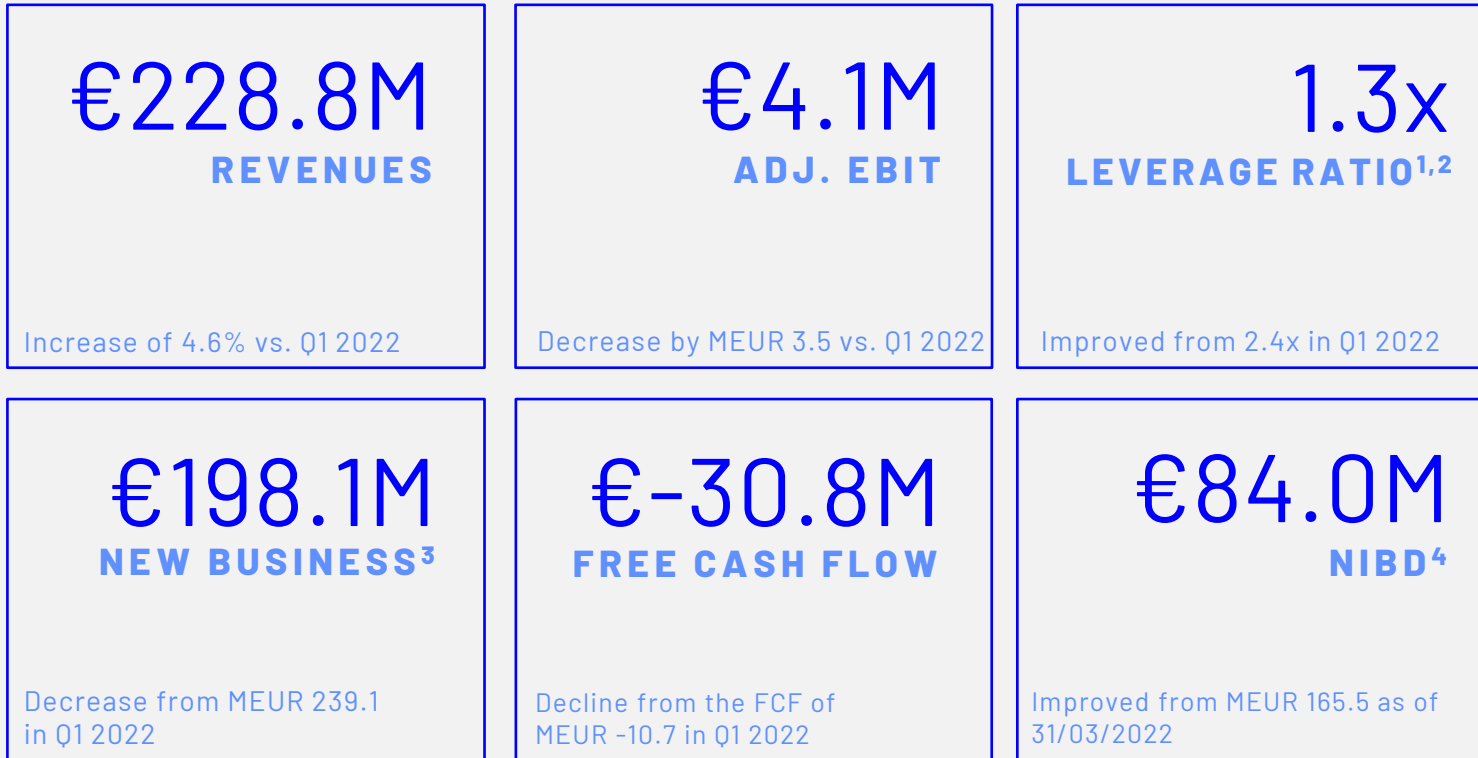 €228.8M
REVENUES
Increase of 4.6% vs. Q1 2022
€4.1M
ADJ. EBIT
Decrease by MEUR 3.5 vs. Q1 2022
1.3x
LEVERAGE RATIO¹,²
Improved from 2.4x in Q1 2022
€198.1M
NEW BUSINESS³
Decrease from MEUR 239.1
in Q1 2022
€-30.8M
FREE CASH FLOW
Decline from the FCF of
MEUR -10.7 in Q1 2022
€84.0M
NIBD⁴
Improved from MEUR 165.5 as of
31/03/2022